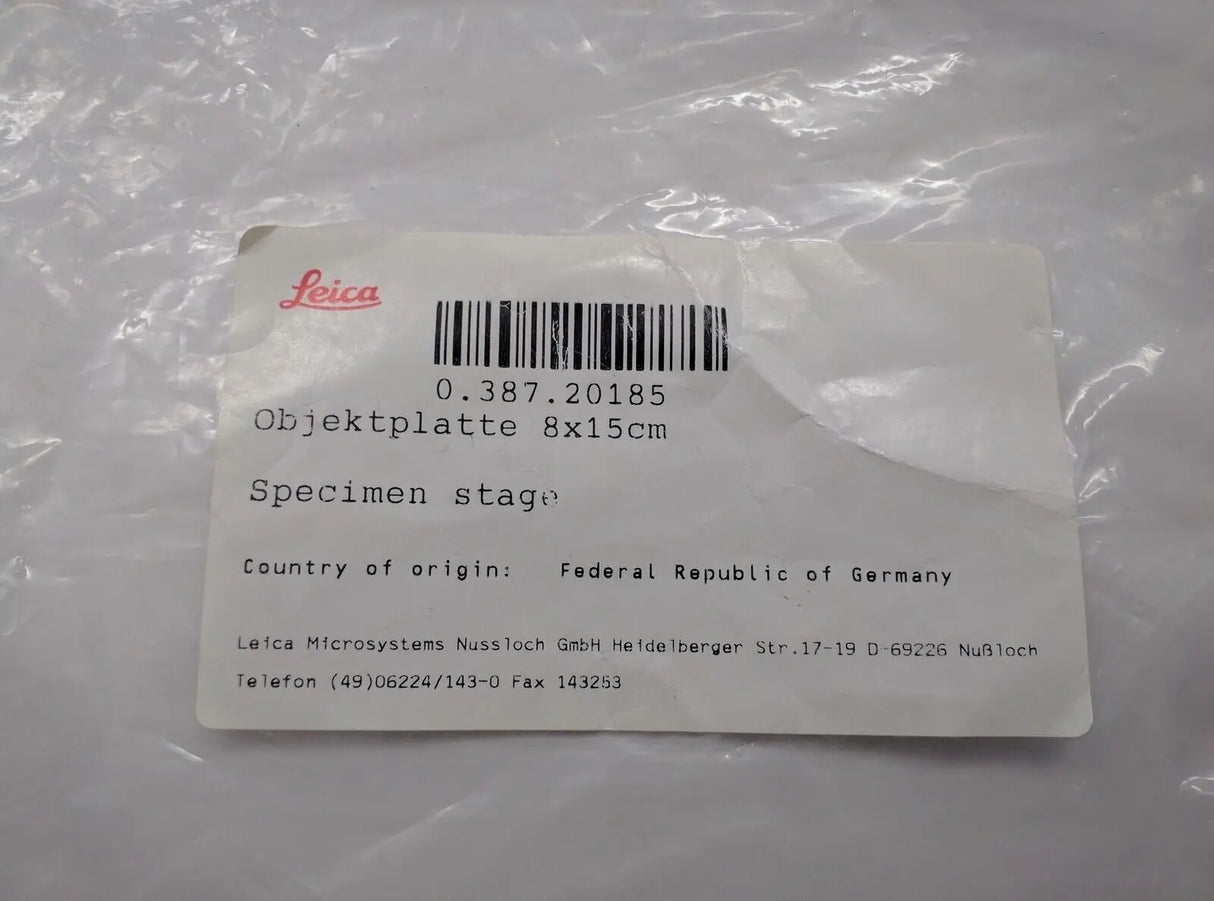 Leica
0.387.20185
Objektplatte 8x15cm
Specimen stage
Country of origin: Federal Republic of Germany
Leica Microsystems Nussloch GmbH Heidelberger Str.17-19 D-69226 Nußloch
Telefon (49)06224/143-0 Fax 143253